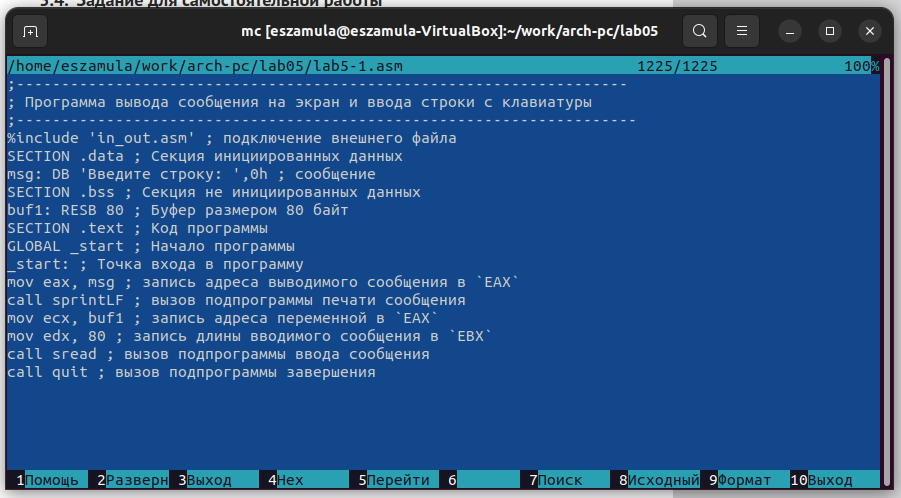 5.4. Задание для самостоятельной работы
mc [eszamula@eszamula-VirtualBox]:~/work/arch-pc/lab05
/home/eszamula/work/arch-pc/lab05/lab5-1.asm 1225/1225 100%
;--------------------------------------------------------------------
; Программа вывода сообщения на экран и ввода строки с клавиатуры
;---------------------------------------------------------------------
%include 'in_out.asm' ; подключение внешнего файла
SECTION .data ; Секция инициированных данных
msg: DB 'Введите строку: ',0h ; сообщение
SECTION .bss ; Секция не инициированных данных
buf1: RESB 80 ; Буфер размером 80 байт
SECTION .text ; Код программы
GLOBAL _start ; Начало программы
_start: ; Точка входа в программу
mov eax, msg ; запись адреса выводимого сообщения в `EAX`
call sprintLF ; вызов подпрограммы печати сообщения
mov ecx, buf1 ; запись адреса переменной в `EAX`
mov edx, 80 ; запись длины вводимого сообщения в `EBX`
call sread ; вызов подпрограммы ввода сообщения
call quit ; вызов подпрограммы завершения
1Помощь 2Разверн 3Выход 4Hex 5Перейти 6 7Поиск 8Исходный 9Формат 10Выход